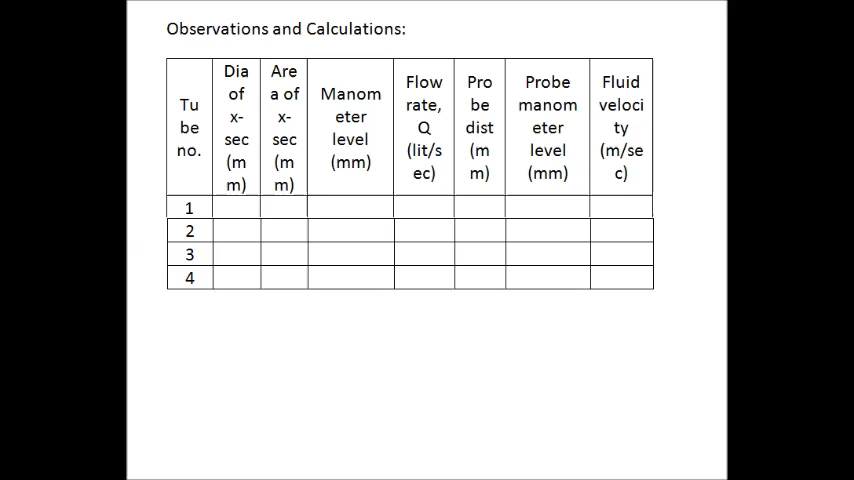 Observations and Calculations:
Tu
be
no.
Dia
of
x-
sec
(m
m)
Are
a of
x-
sec
(m
m)
Manom
eter
level
(mm)
Flow
rate,
Q
(lit/s
ec)
Pro
be
dist
(m
m)
Probe
manom
eter
level
(mm)
Fluid
veloci
ty
(m/se
c)
1
2
3
4